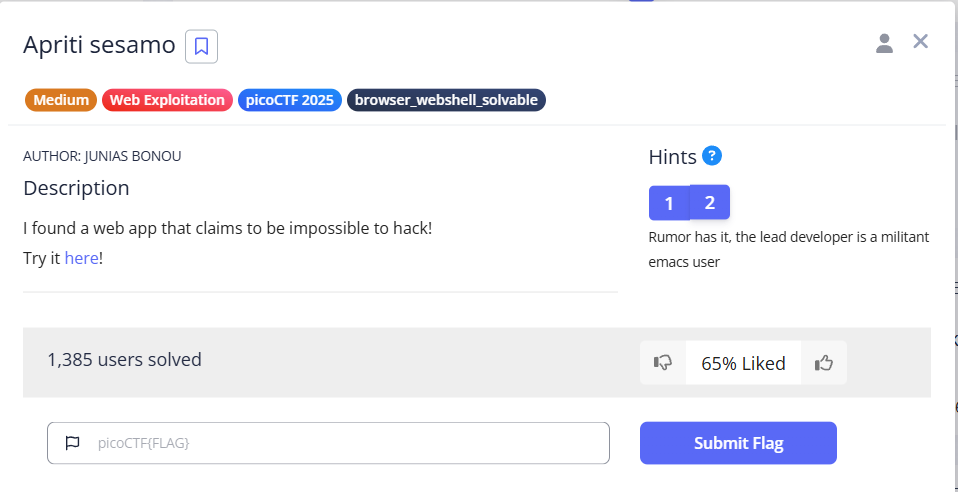 Apriti sesamo
Medium Web Exploitation picoCTF 2025 browser_webshell_solvable
AUTHOR: JUNIAS BONOU
Description
I found a web app that claims to be impossible to hack!
Try it here!
Hints ?
1 2
Rumor has it, the lead developer is a militant
emacs user
1,385 users solved
65% Liked
picoCTF{FLAG}
Submit Flag